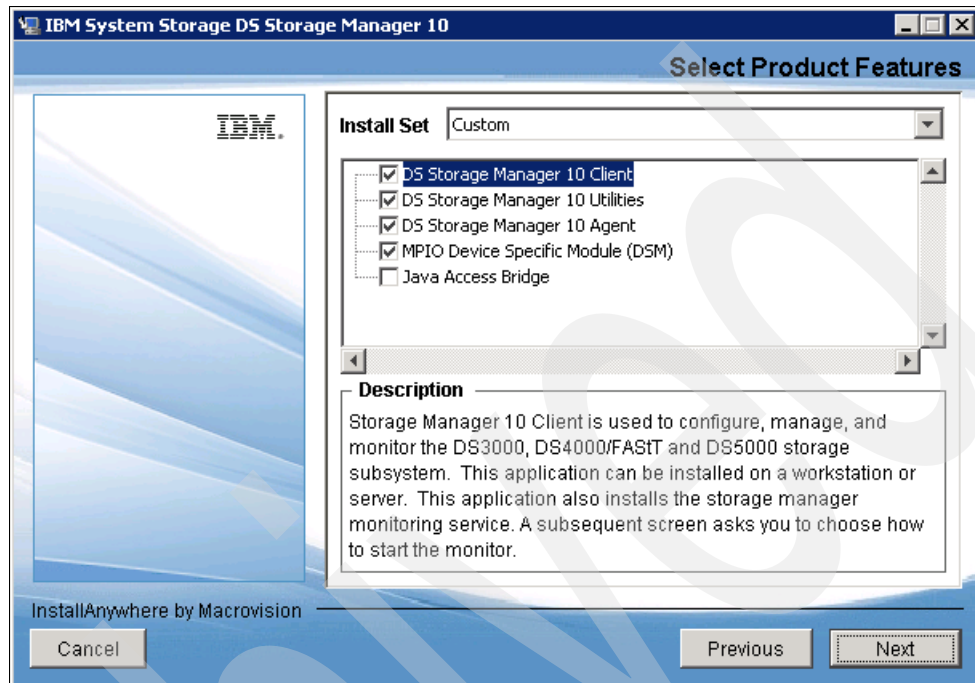 IBM System Storage DS Storage Manager 10
Select Product Features
IBM.
Install Set Custom
DS Storage Manager 10 Client
DS Storage Manager 10 Utilities
DS Storage Manager 10 Agent
MPIO Device Specific Module (DSM)
Java Access Bridge
Description
Storage Manager 10 Client is used to configure, manage, and
monitor the DS3000, DS4000/FAStT and DS5000 storage
subsystem. This application can be installed on a workstation or
server. This application also installs the storage manager
monitoring service. A subsequent screen asks you to choose how
to start the monitor.
InstallAnywhere by Macrovision
Cancel Previous Next